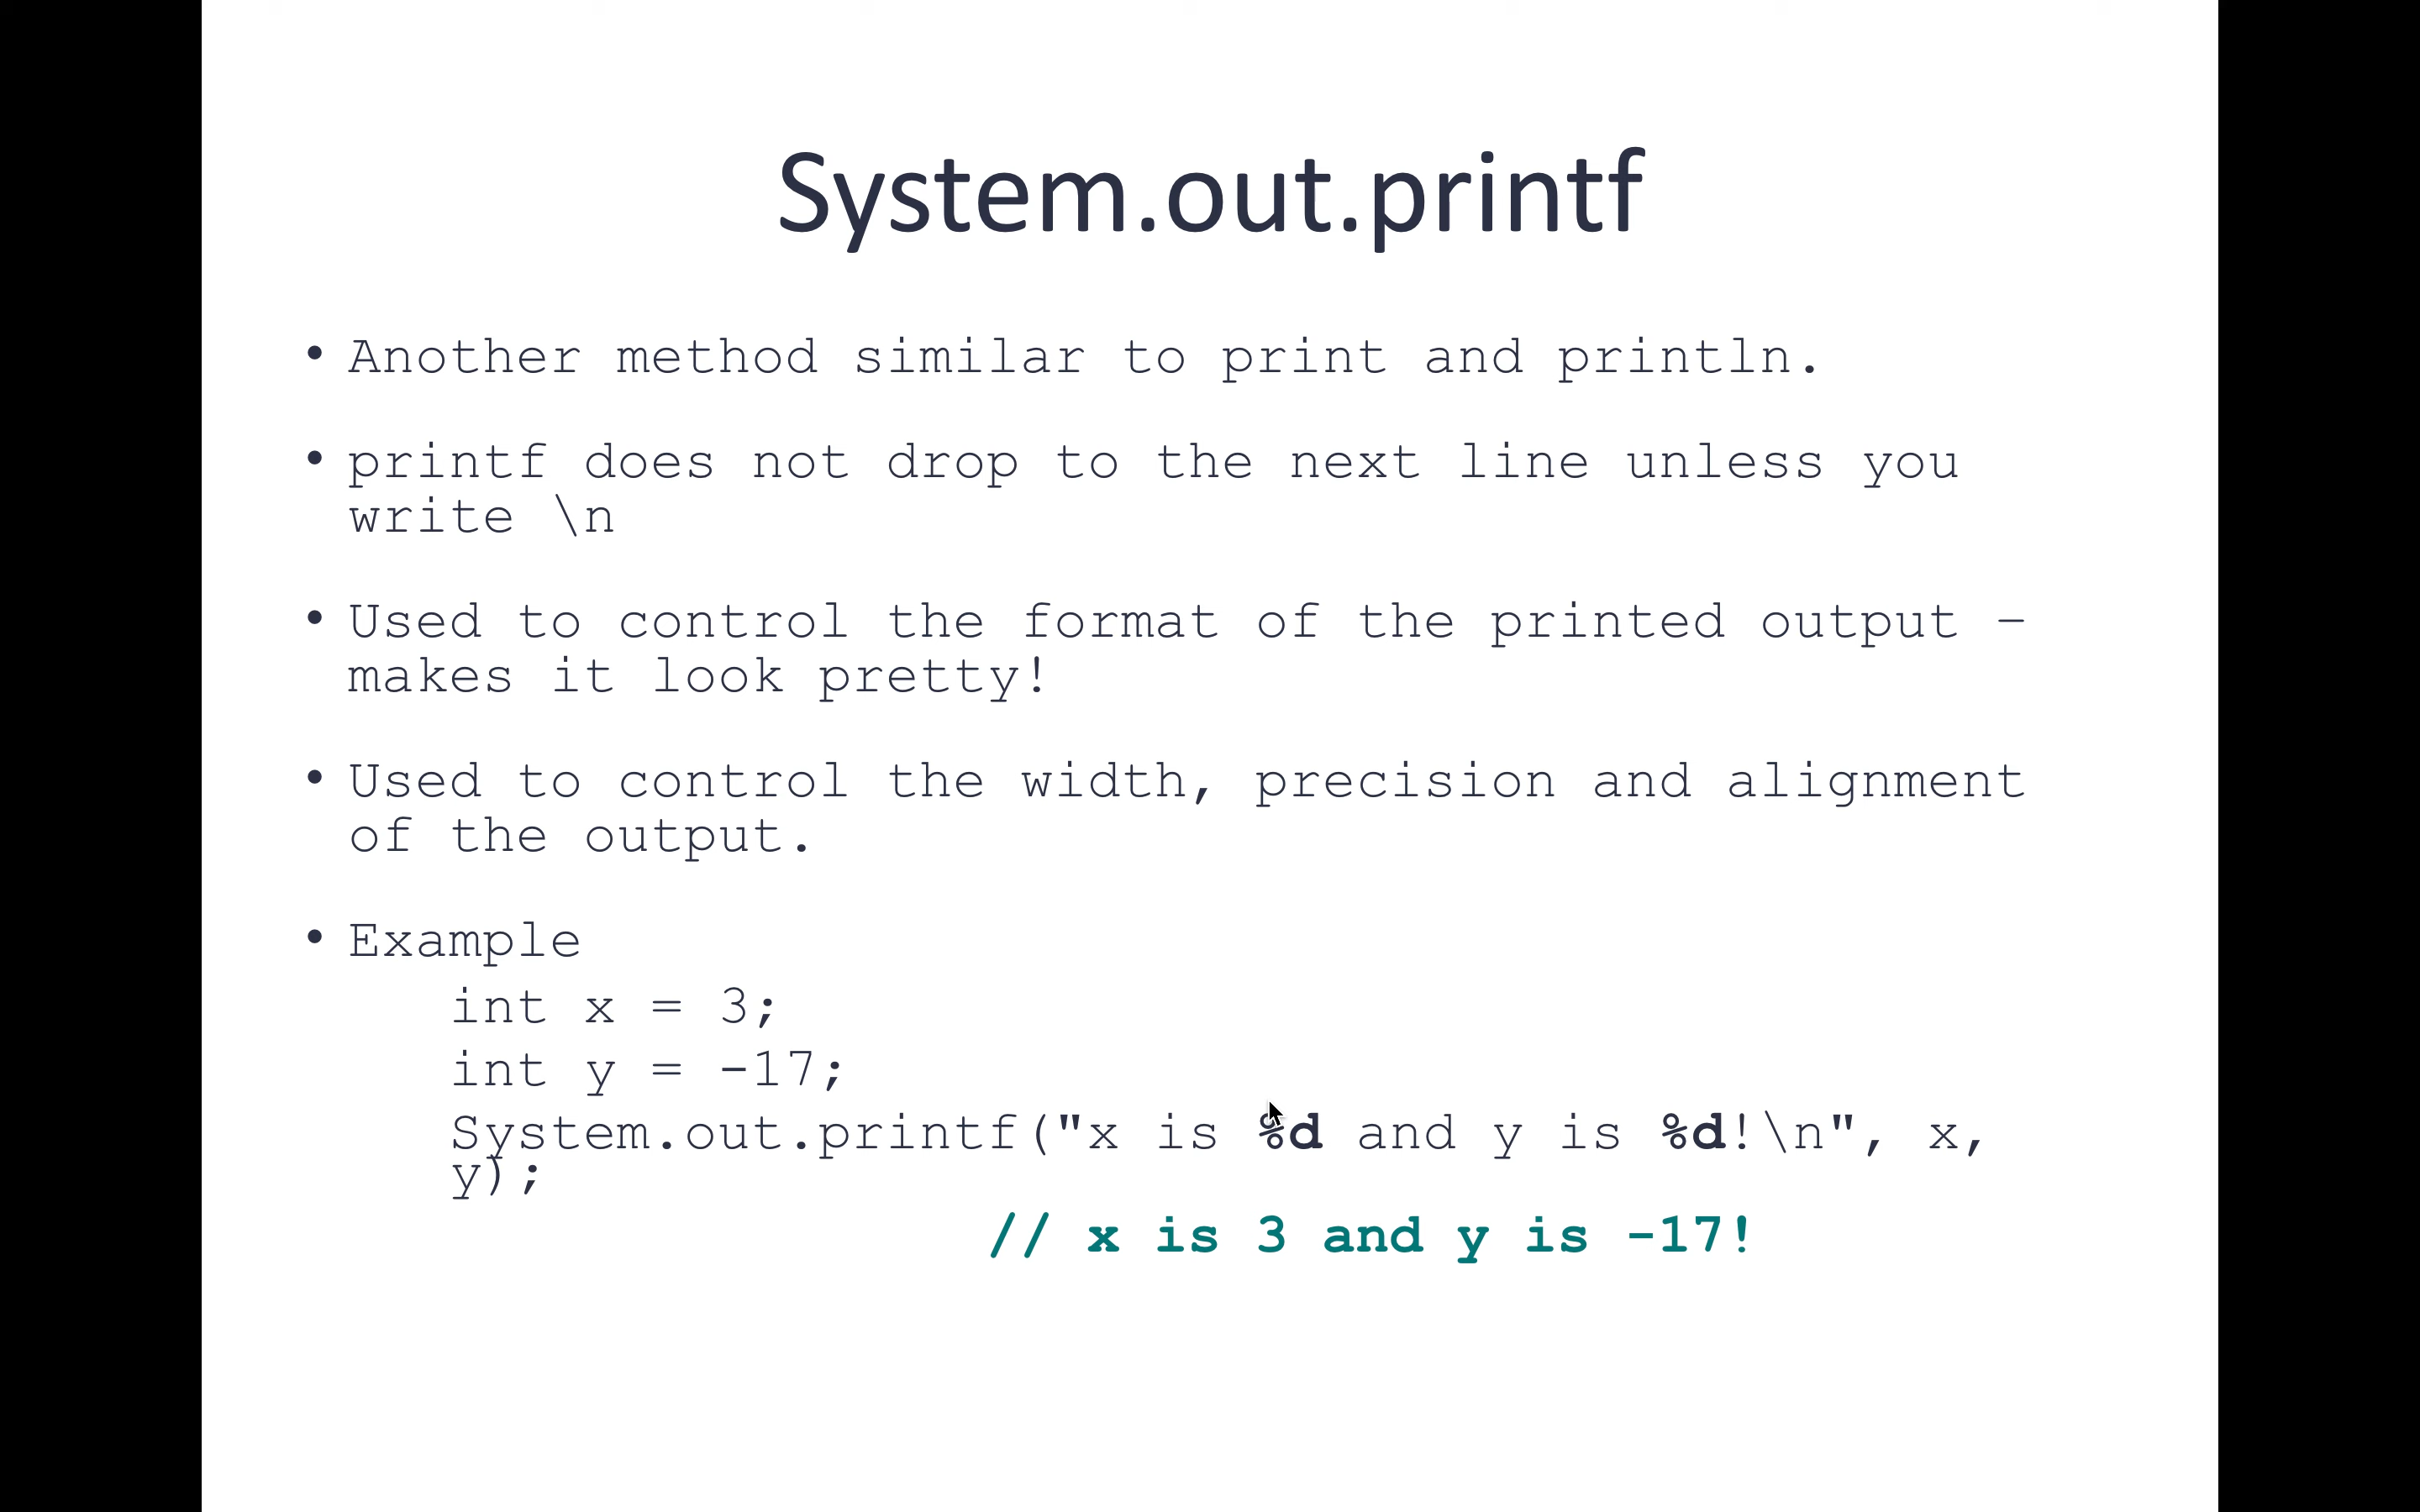 System.out.printf
• Another method similar to print and println.
• printf does not drop to the next line unless you
write \n
• Used to control the format of the printed output –
makes it look pretty!
• Used to control the width, precision and alignment
of the output.
• Example
int x = 3;
int y = -17;
System.out.printf("x is %d and y is %d!\n", x,
y);
// x is 3 and y is -17!